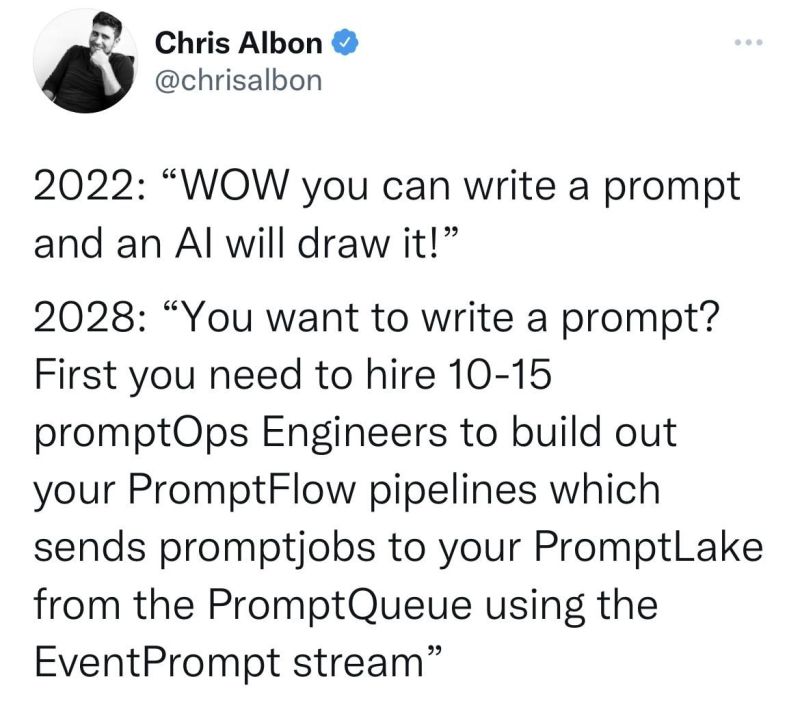 Chris Albon
@chrisalbon
2022: “WOW you can write a prompt
and an AI will draw it!”
2028: “You want to write a prompt?
First you need to hire 10-15
promptOps Engineers to build out
your PromptFlow pipelines which
sends promptjobs to your PromptLake
from the PromptQueue using the
EventPrompt stream”